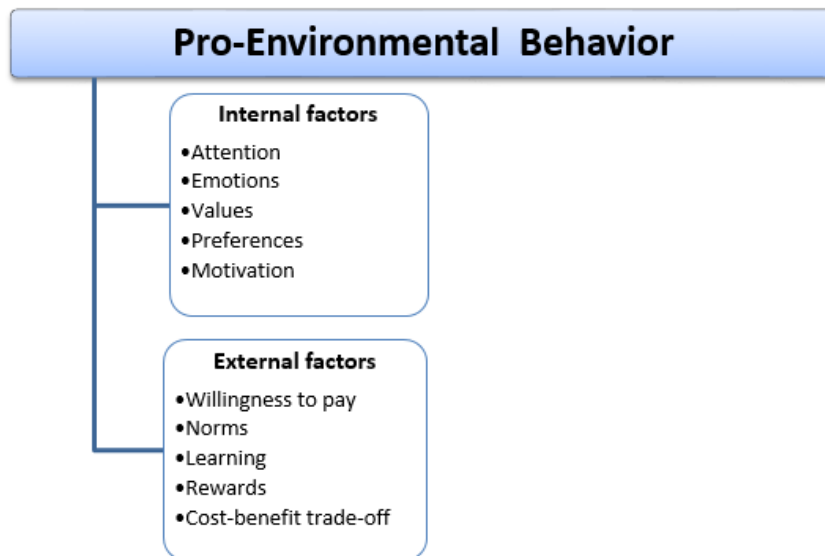 Pro-Environmental Behavior
Internal factors
•Attention
•Emotions
•Values
•Preferences
•Motivation
External factors
•Willingness to pay
•Norms
•Learning
•Rewards
•Cost-benefit trade-off